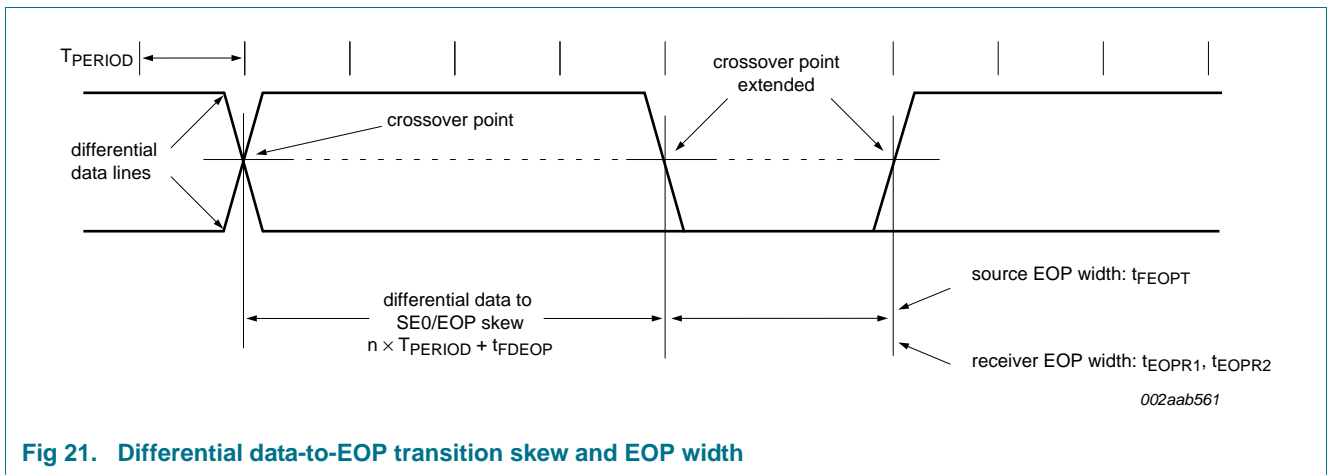 TPERIOD
crossover point
extended
crossover point
differential
data lines
differential data to
SE0/EOP skew
n × TPERIOD + tFDEOP
source EOP width: tFEOPT
receiver EOP width: tEOPR1, tEOPR2
002aab561
Fig 21. Differential data-to-EOP transition skew and EOP width